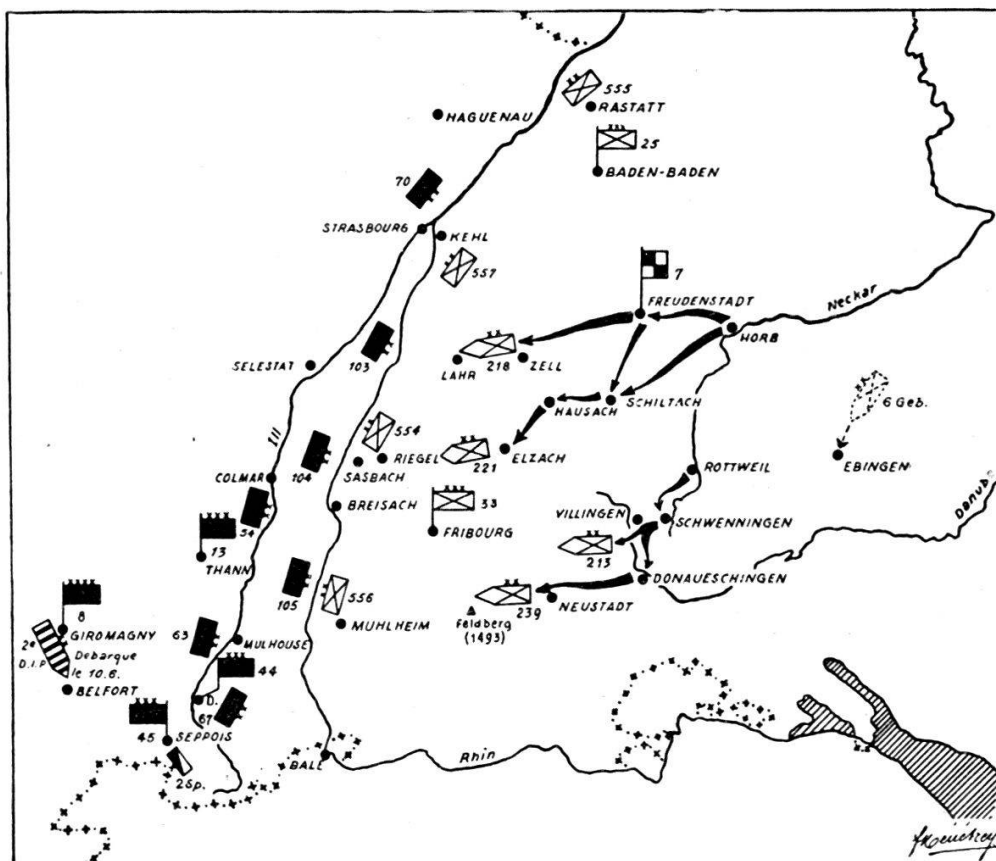 555
RASTATT
HAGUENAU
25
BADEN-BADEN
70
STRASBOURG
KEHL
557
7
FREUDENSTADT
Neckar
HORB
103
SELESTAT
LAHR
218
ZELL
HAUSACH
SCHILTACH
6 Geb.
Ill
554
RIEGEL
SASBACH
104
221
ELZACH
ROTTWEIL
EBINGEN
COLMAR
BREISACH
54
33
FRIBOURG
VILLINGEN
SCHWENNINGEN
Danub
13
THANN
213
DONAUESCHINGEN
105
556
239
NEUSTADT
Feldberg
(1493)
MUHLHEIM
8
GIROMAGNY
2e
D.I.P
Debarque
le 10.6.
BELFORT
63
MULHOUSE
44
D.
67
45
SEPPOIS
2Sp.
BALE
Rhin